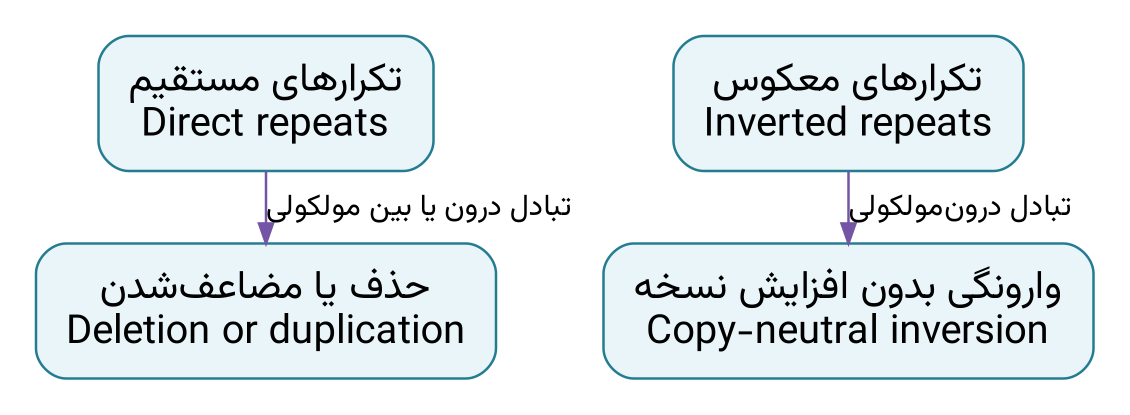 تکرارهای مستقیم
Direct repeats
تبادل درون یا بین مولکولی
حذف یا مضاعف‌شدن
Deletion or duplication
تکرارهای معکوس
Inverted repeats
تبادل درون‌مولکولی
وارونگی بدون افزایش نسخه
Copy-neutral inversion